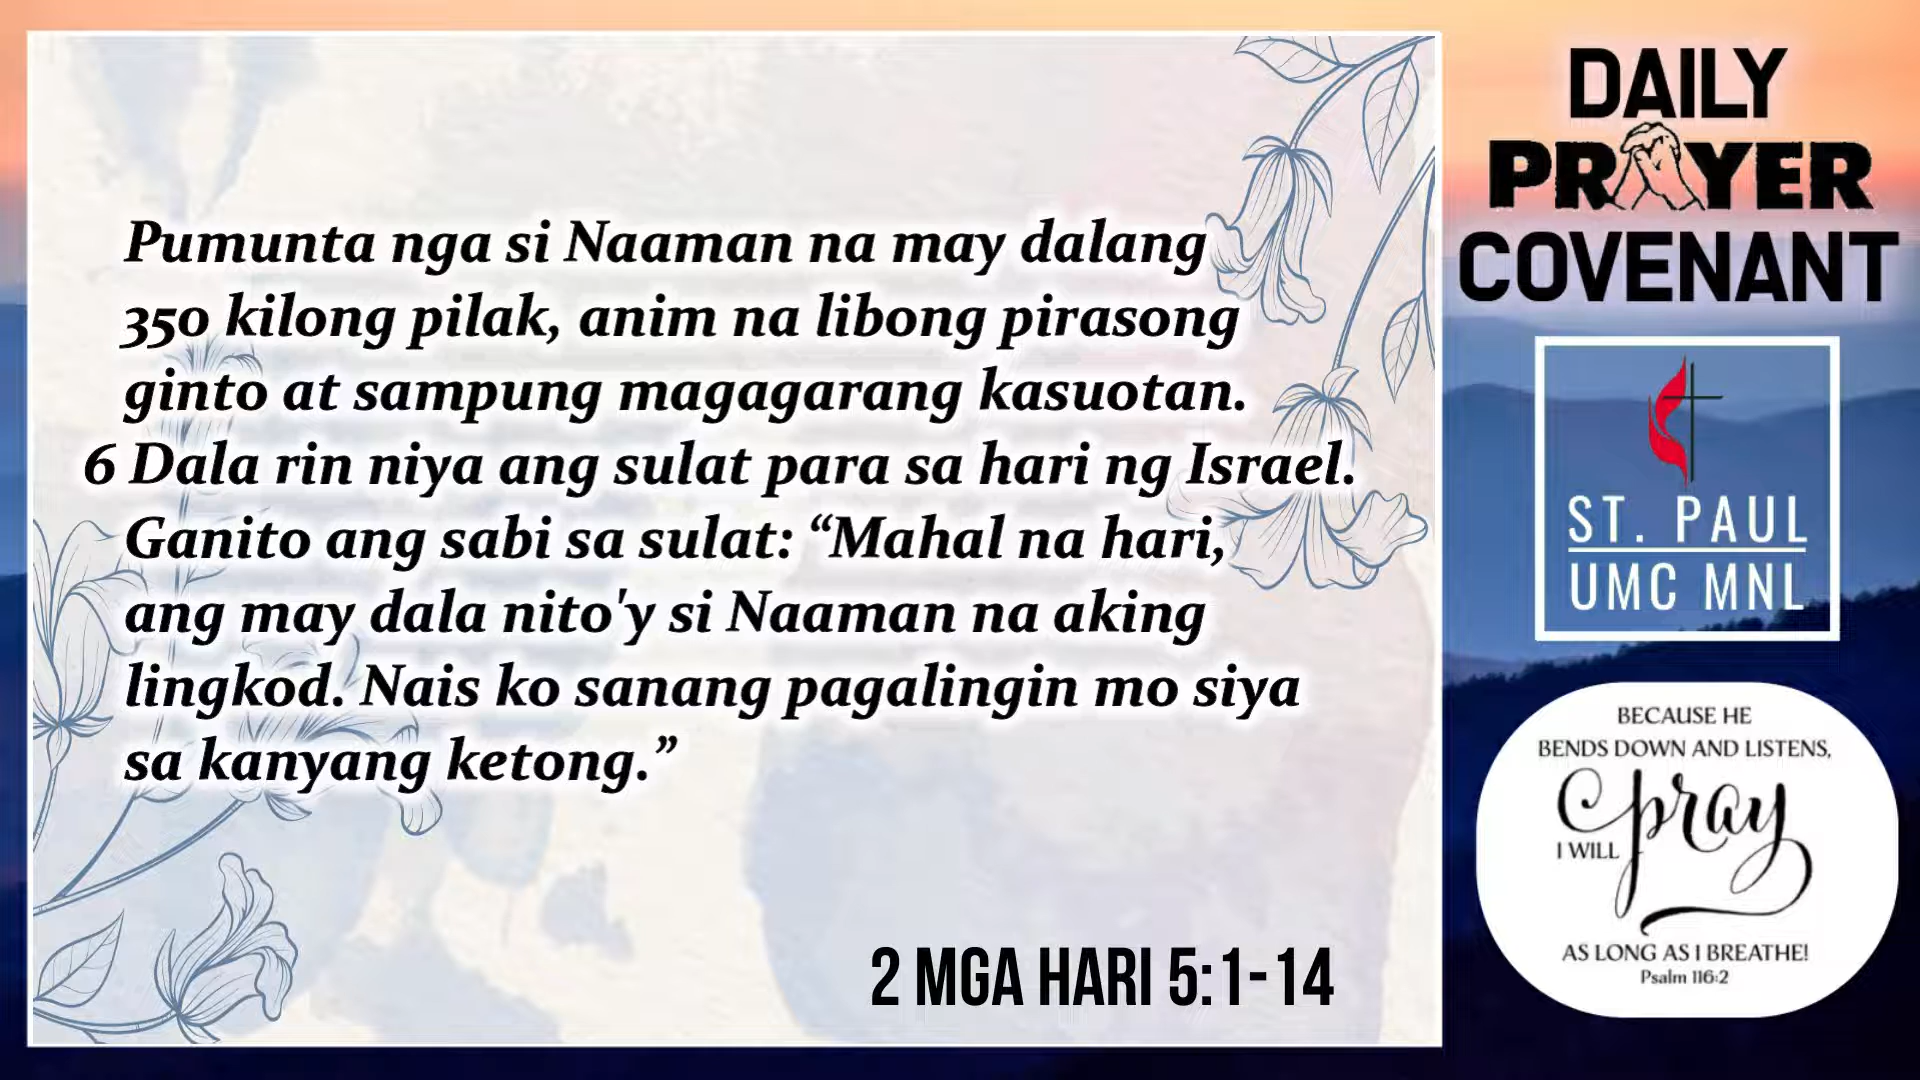 Pumunta nga si Naaman na may dalang
350 kilong pilak, anim na libong pirasong
ginto at sampung magagarang kasuotan.
6 Dala rin niya ang sulat para sa hari ng Israel.
Ganito ang sabi sa sulat: “Mahal na hari,
ang may dala nito'y si Naaman na aking
lingkod. Nais ko sanang pagalingin mo siya
sa kanyang ketong.”
2 MGA HARI 5:1-14
DAILY
PRAYER
COVENANT
ST. PAUL
UMC MNL
BECAUSE HE
BENDS DOWN AND LISTENS,
I WILL pray
AS LONG AS I BREATHE!
Psalm 116:2